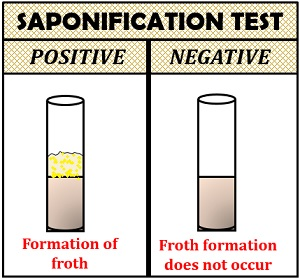 SAPONIFICATION TEST
POSITIVE
NEGATIVE
Formation of
froth
Froth formation
does not occur